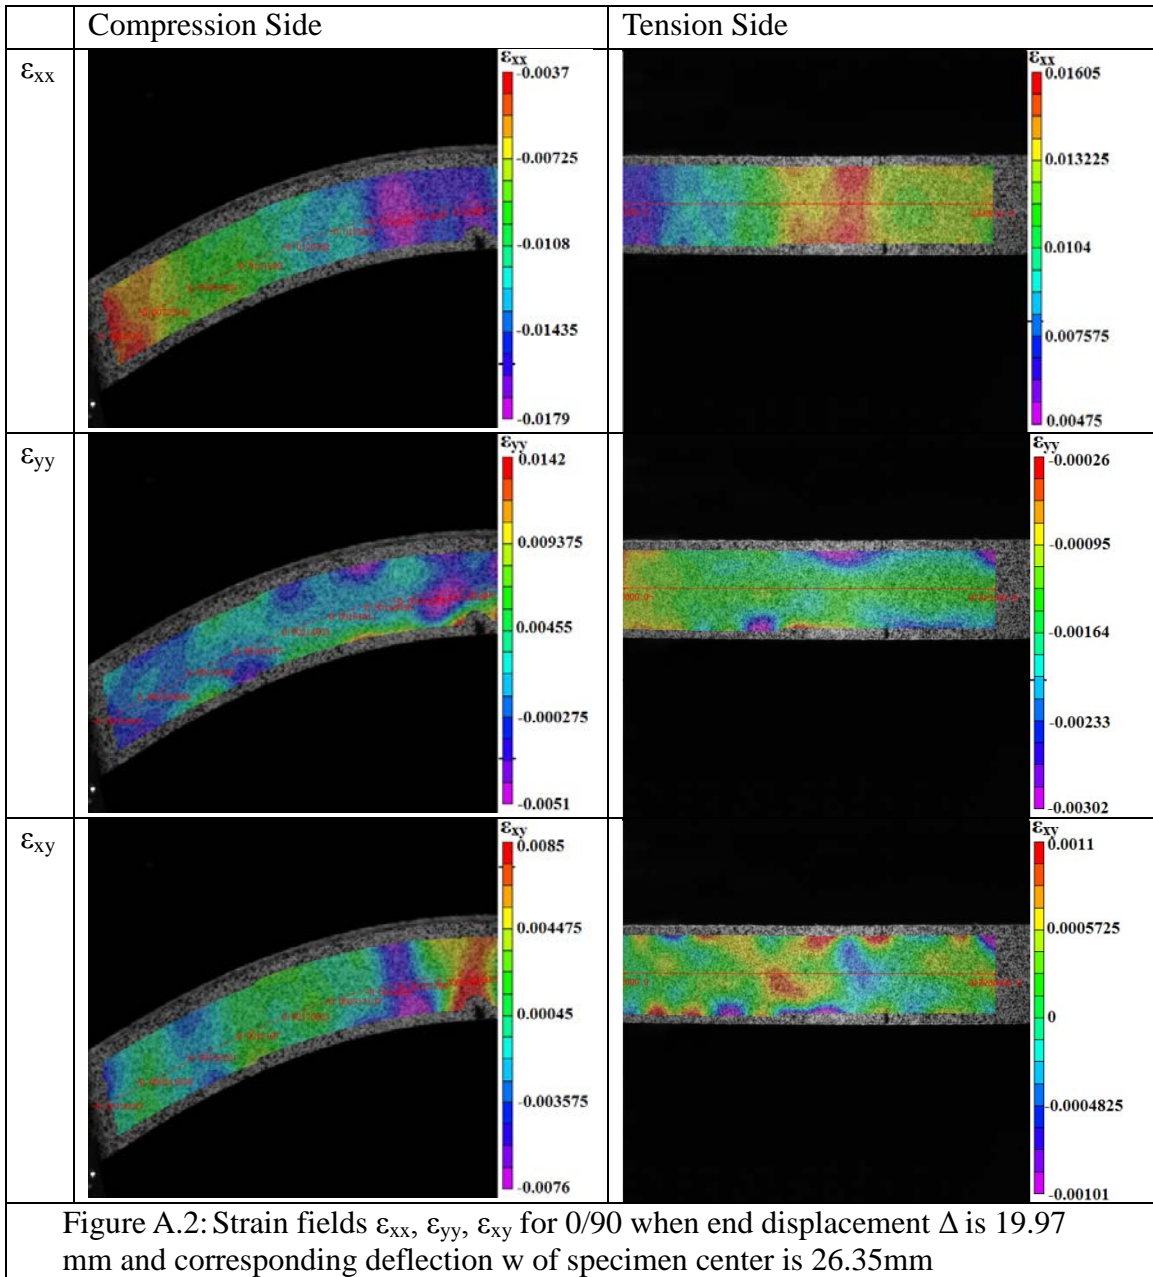 Compression Side
Tension Side
εxx
εxx
-0.0037
-0.00725
-0.0108
-0.01435
-0.0179
εxx
0.01605
0.013225
0.0104
0.007575
0.00475
εyy
εyy
0.0142
0.009375
0.00455
-0.000275
-0.0051
εyy
-0.00026
-0.00095
-0.00164
-0.00233
-0.00302
εxy
εxy
0.0085
0.004475
0.00045
-0.003575
-0.0076
εxy
0.0011
0.0005725
0
-0.0004825
-0.00101
Figure A.2: Strain fields εxx, εyy, εxy for 0/90 when end displacement Δ is 19.97
mm and corresponding deflection w of specimen center is 26.35mm